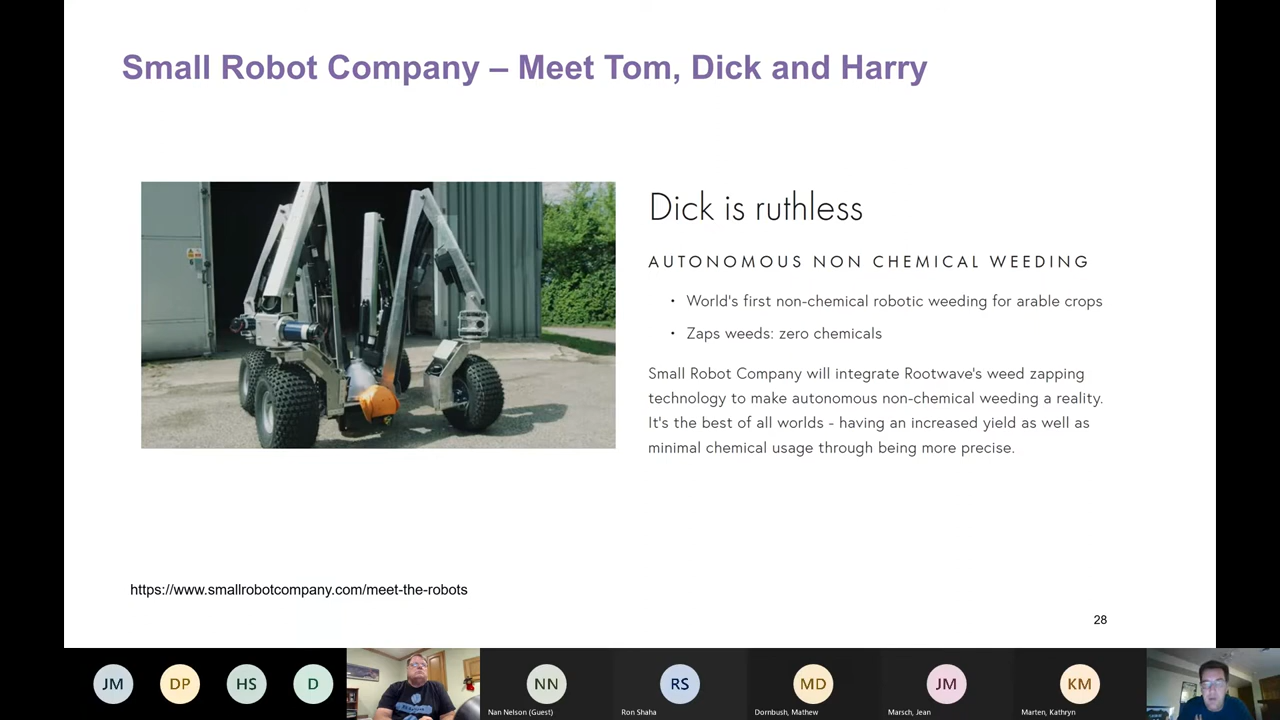 Small Robot Company – Meet Tom, Dick and Harry
Dick is ruthless
AUTONOMOUS NON CHEMICAL WEEDING
• World's first non-chemical robotic weeding for arable crops
• Zaps weeds: zero chemicals
Small Robot Company will integrate Rootwave's weed zapping
technology to make autonomous non-chemical weeding a reality.
It's the best of all worlds - having an increased yield as well as
minimal chemical usage through being more precise.
https://www.smallrobotcompany.com/meet-the-robots
28
JM
DP
HS
D
NN
RS
MD
JM
KM
Nan Nelson (Guest)
Ron Shaha
Dornbush, Mathew
Marsch, Jean
Marten, Kathryn